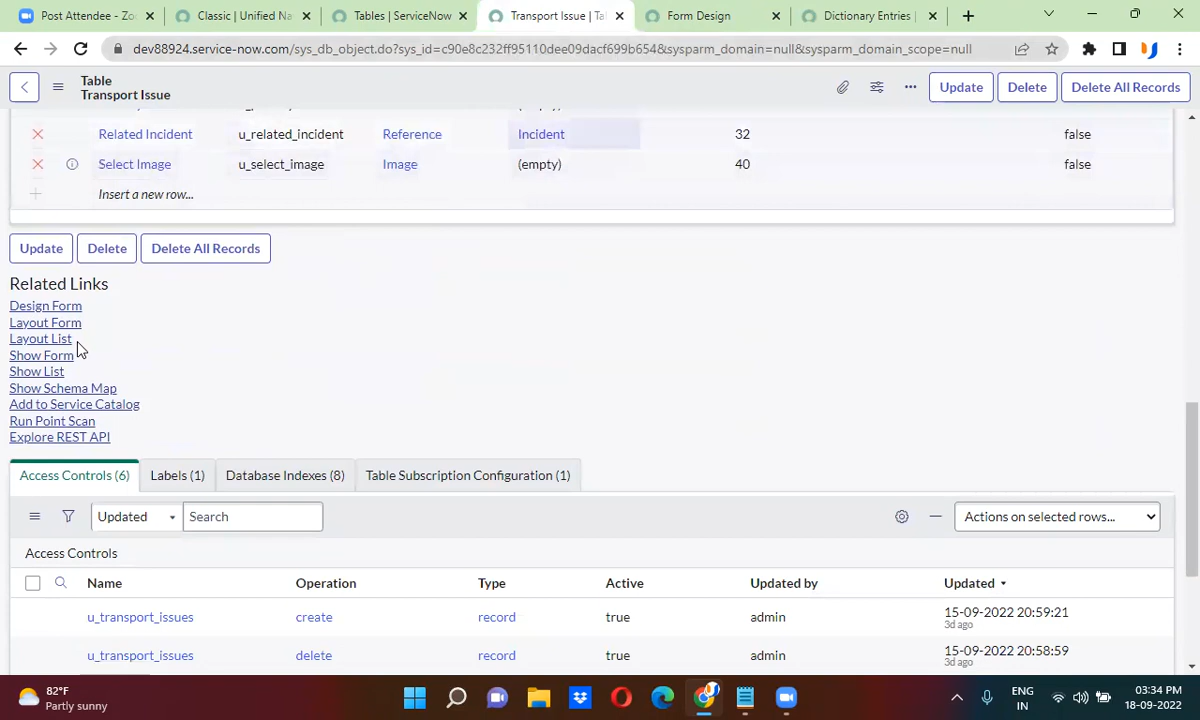 Post Attendee - Zoo
Classic | Unified Na
Tables | ServiceNow
Transport Issue | Ta
Form Design
Dictionary Entries |
dev88924.service-now.com/sys_db_object.do?sys_id=c90e8c232ff95110dee09dacf699b654&sysparm_domain=null&sysparm_domain_scope=null
Table
Transport Issue
Update
Delete
Delete All Records
Related Incident u_related_incident Reference Incident 32 false
Select Image u_select_image Image (empty) 40 false
Insert a new row...
Update Delete Delete All Records
Related Links
Design Form
Layout Form
Layout List
Show Form
Show List
Show Schema Map
Add to Service Catalog
Run Point Scan
Explore REST API
Access Controls (6) Labels (1) Database Indexes (8) Table Subscription Configuration (1)
Updated Search Actions on selected rows...
Access Controls
Name Operation Type Active Updated by Updated
u_transport_issues create record true admin 15-09-2022 20:59:21
3d ago
u_transport_issues delete record true admin 15-09-2022 20:58:59
3d ago
82°F
Partly sunny
ENG
IN
03:34 PM
18-09-2022